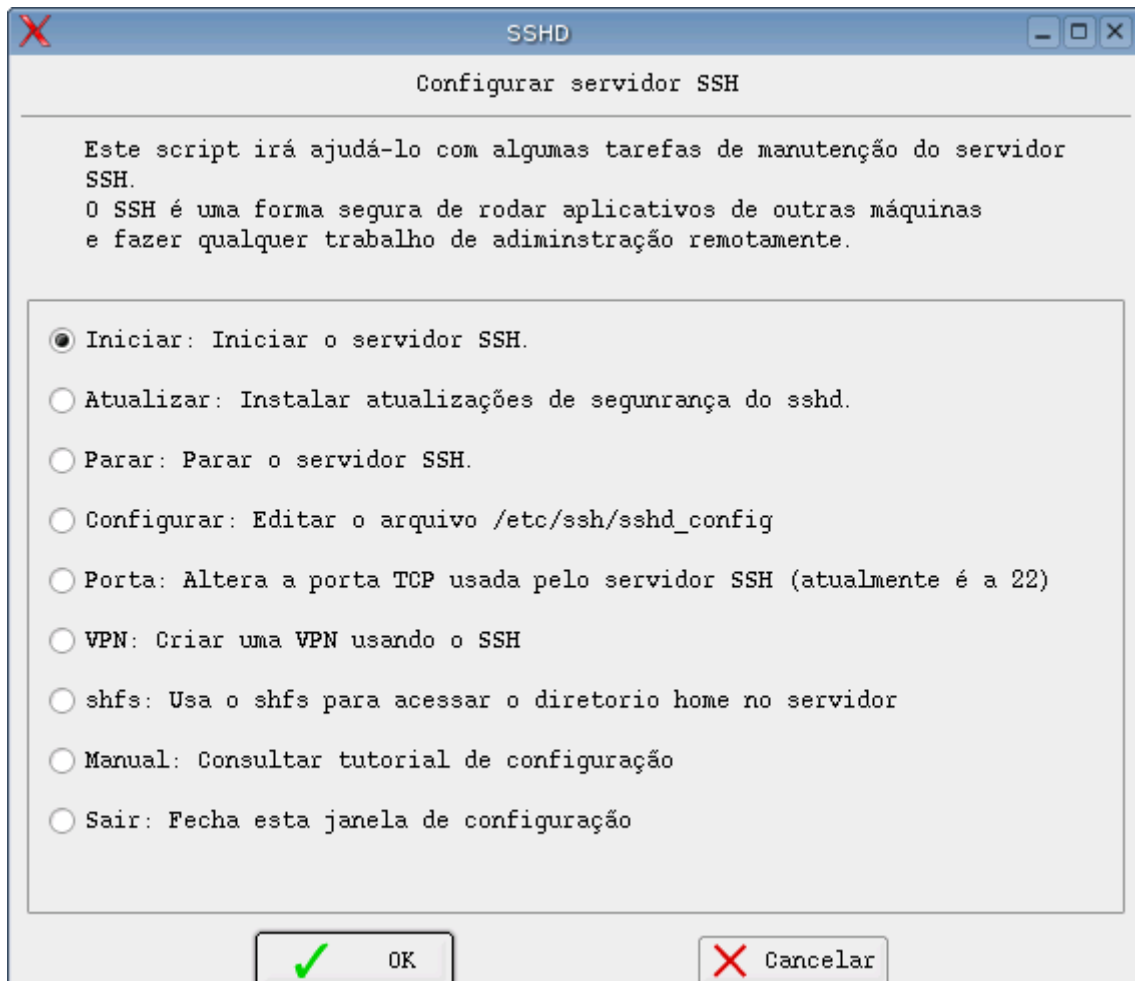 SSHD
Configurar servidor SSH
Este script irá ajudá-lo com algumas tarefas de manutenção do servidor
SSH.
O SSH é uma forma segura de rodar aplicativos de outras máquinas
e fazer qualquer trabalho de adiminstração remotamente.
Iniciar: Iniciar o servidor SSH.
Atualizar: Instalar atualizações de segunrança do sshd.
Parar: Parar o servidor SSH.
Configurar: Editar o arquivo /etc/ssh/sshd_config
Porta: Altera a porta TCP usada pelo servidor SSH (atualmente é a 22)
VPN: Criar uma VPN usando o SSH
shfs: Usa o shfs para acessar o diretorio home no servidor
Manual: Consultar tutorial de configuração
Sair: Fecha esta janela de configuração
OK
Cancelar